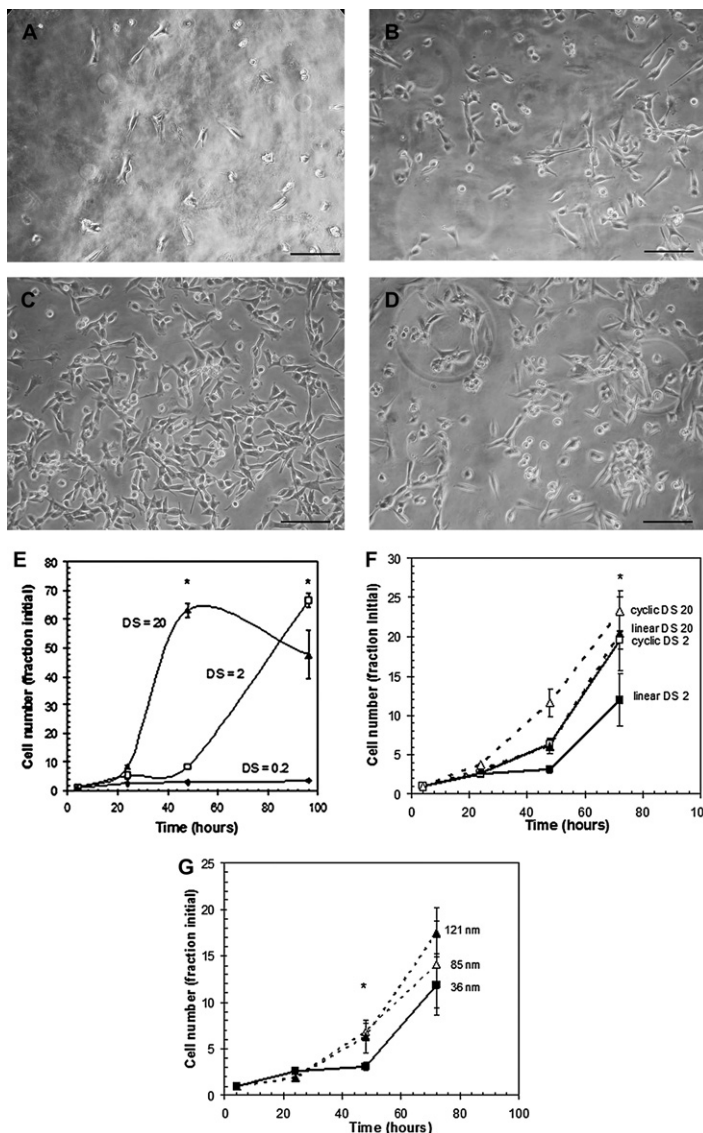 A
B
C
D
E
80
70
60
50
40
30
20
10
0
Cell number (fraction initial)
DS = 20
DS = 2
DS = 0.2
*
*
0 20 40 60 80 100
Time (hours)
F
30
25
20
15
10
5
0
Cell number (fraction initial)
*
cyclic DS 20
linear DS 20
cyclic DS 2
linear DS 2
0 20 40 60 80 10
Time (hours)
G
25
20
15
10
5
0
Cell number (fraction initial)
*
121 nm
85 nm
36 nm
0 20 40 60 80 100
Time (hours)